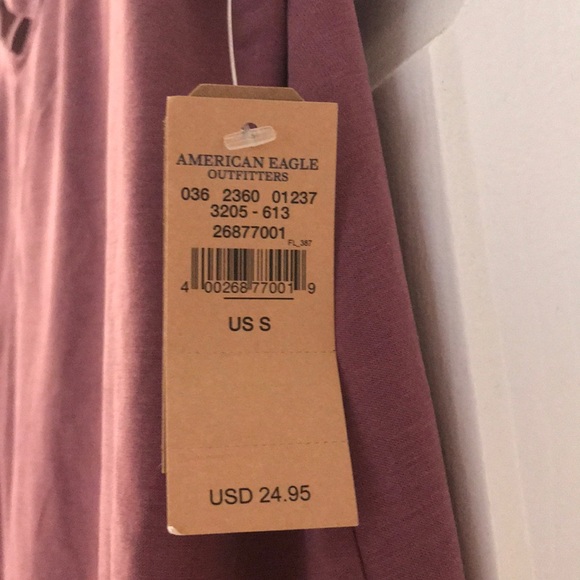 AMERICAN EAGLE
OUTFITTERS
036 2360 01237
3205 - 613
26877001
FL_387
4 00268 77001 9
US S
USD 24.95